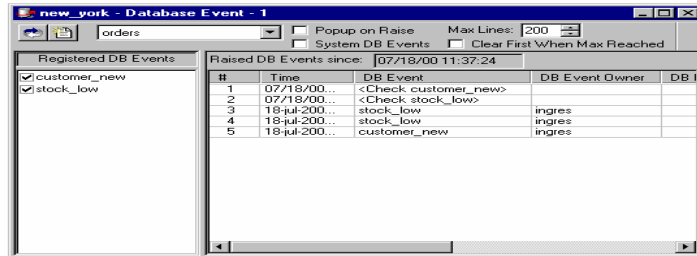 new_york - Database Event - 1
orders
Popup on Raise Max Lines: 200
System DB Events Clear First When Max Reached
Registered DB Events
Raised DB Events since: 07/18/00 11:37:24
customer_new
stock_low
# Time DB Event DB Event Owner DB
1 07/18/00... <Check customer_new>
2 07/18/00... <Check stock_low>
3 18-jul-200... stock_low ingres
4 18-jul-200... stock_low ingres
5 18-jul-200... customer_new ingres